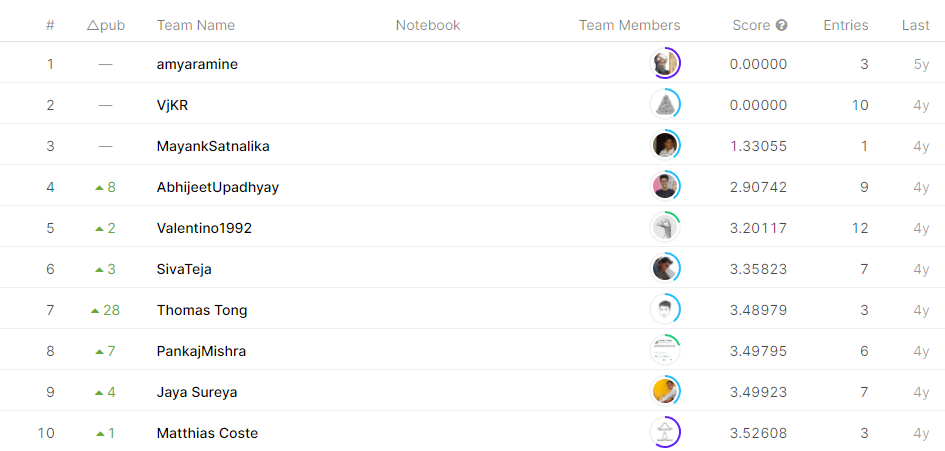 # △pub Team Name Notebook Team Members Score ? Entries Last
1 — amyaramine 0.00000 3 5y
2 — VjKR 0.00000 10 4y
3 — MayankSatnalika 1.33055 1 4y
4 8 AbhijeetUpadhyay 2.90742 9 4y
5 2 Valentino1992 3.20117 12 4y
6 3 SivaTeja 3.35823 7 4y
7 28 Thomas Tong 3.48979 3 4y
8 7 PankajMishra 3.49795 6 4y
9 4 Jaya Sureya 3.49923 7 4y
10 1 Matthias Coste 3.52608 3 4y